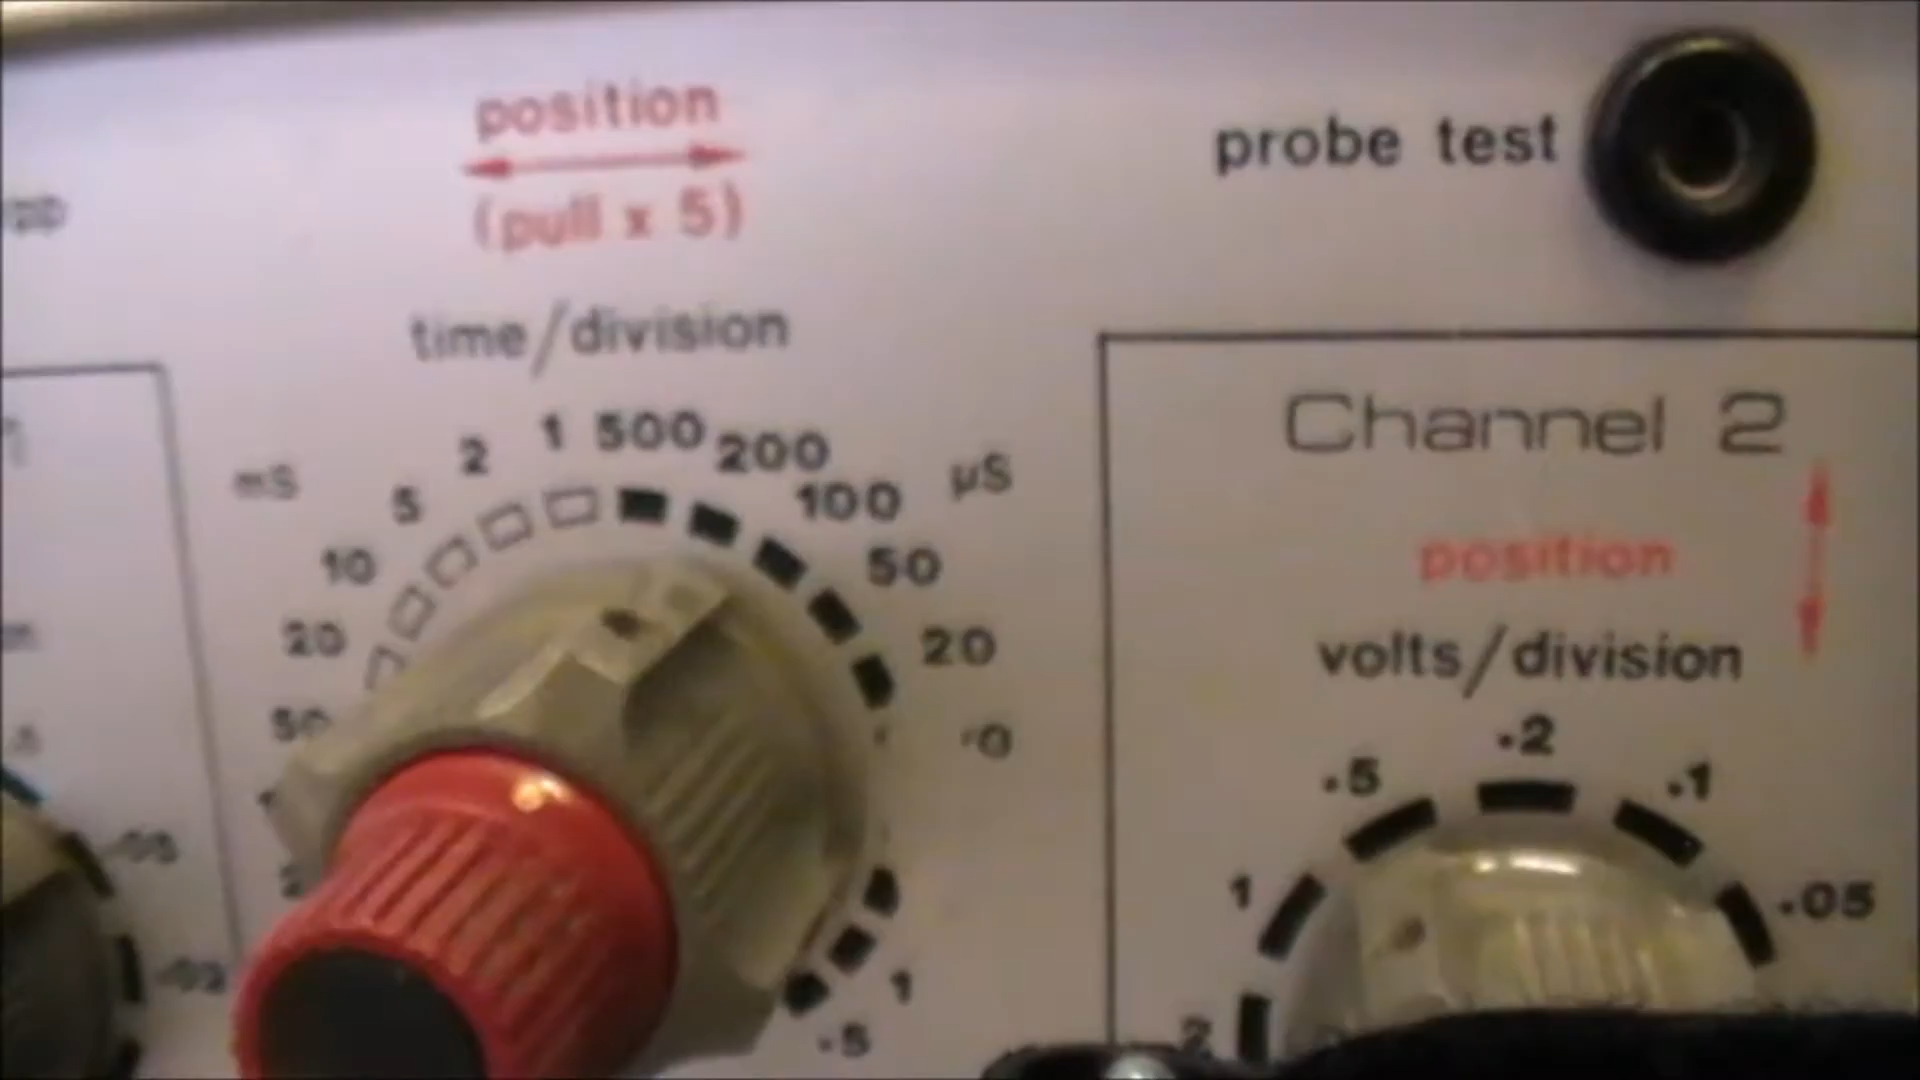 position
(pull x 5)
probe test
time/division
mS
20
10
5
2
1
500
200
100
µS
50
20
1
.5
Channel 2
position
volts/division
2
1
.5
.2
.1
.05
50